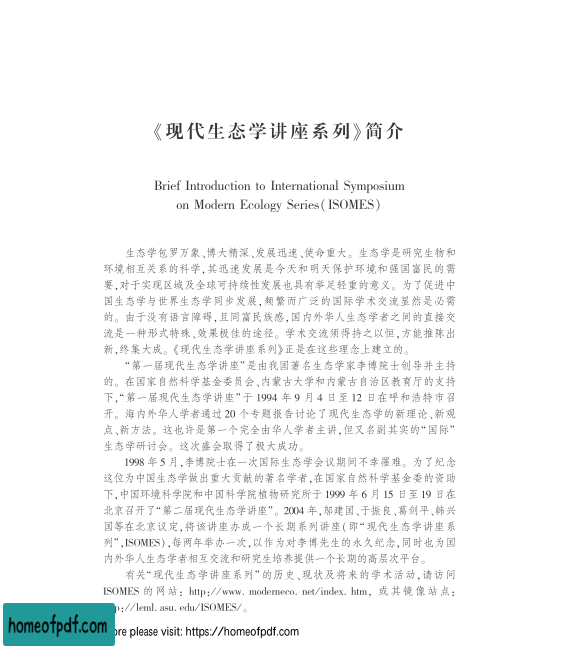 《现代生态学讲座系列》简介
Brief Introduction to International Symposium
on Modern Ecology Series(ISOMES)
生态学包罗万象、博大精深、发展迅速、使命重大。生态学是研究生物和
环境相互关系的科学,其迅速发展是今天和明天保护环境和强国富民的需
要,对于实现区域及全球可持续性发展也具有举足轻重的意义。为了促进中
国生态学与世界生态学同步发展,频繁而广泛的国际学术交流显然是必需
的。由于没有语言障碍,且同富民族感,国内外华人生态学者之间的直接交
流是一种形式特殊、效果极佳的途径。学术交流须得持之以恒,方能推陈出
新,终集大成。《现代生态学讲座系列》正是在这些理念上建立的。
“第一届现代生态学讲座”是由我国著名生态学家李博院士创导并主持
的。在国家自然科学基金委员会、内蒙古大学和内蒙古自治区教育厅的支持
下,“第一届现代生态学讲座”于 1994 年 9 月 4 日至 12 日在呼和浩特市召
开。海内外华人学者通过 20 个专题报告讨论了现代生态学的新理论、新观
点、新方法。这也许是第一个完全由华人学者主讲,但又名副其实的“国际”
生态学研讨会。这次盛会取得了极大成功。
1998 年 5 月,李博院士在一次国际生态学会议期间不幸罹难。为了纪念
这位为中国生态学做出重大贡献的著名学者,在国家自然科学基金委的资助
下,中国环境科学院和中国科学院植物研究所于 1999 年 6 月 15 日至 19 日在
北京召开了“第二届现代生态学讲座”。2004 年,邬建国、于振良、葛剑平、韩兴
国等在北京议定,将该讲座办成一个长期系列讲座(即“现代生态学讲座系
列”,ISOMES),每两年举办一次,以作为对李博先生的永久纪念,同时也为国
内外华人生态学者相互交流和研究生培养提供一个长期的高层次平台。
有关“现代生态学讲座系列”的历史、现状及将来的学术活动,请访问
ISOMES 的网站: http://www. moderneco. net/index. htm, 或其镜像站点:
://leml. asu. edu/ISOMES/。
homeofpdf.com
please visit: https://homeofpdf.com